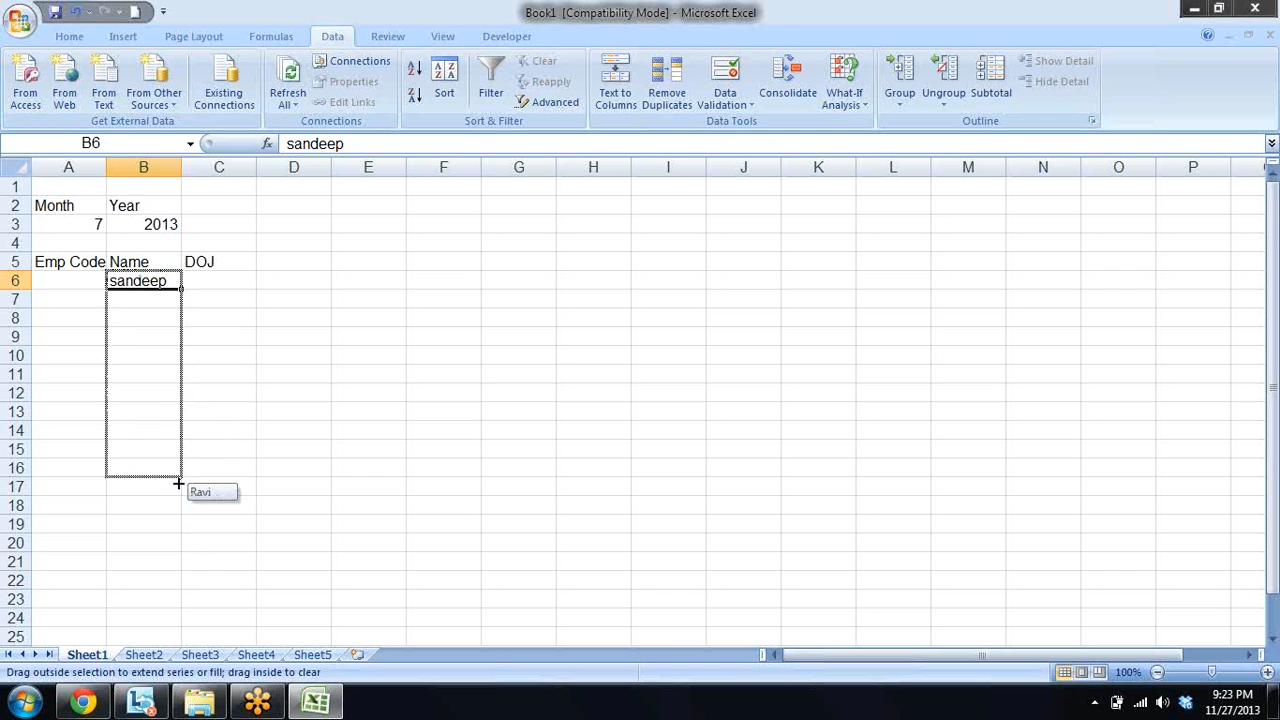 Book1 [Compatibility Mode] - Microsoft Excel
Home Insert Page Layout Formulas Data Review View Developer
From Access
From Web
From Text
From Other Sources
Existing Connections
Get External Data
Refresh All
Connections
Properties
Edit Links
Connections
Sort
Filter
Clear
Reapply
Advanced
Sort & Filter
Text to Columns
Remove Duplicates
Data Validation
Consolidate
What-If Analysis
Data Tools
Group
Ungroup
Subtotal
Show Detail
Hide Detail
Outline
B6 fx sandeep
A B C D E F G H I J K L M N O P
1
2 Month Year
3 7 2013
4
5 Emp Code Name DOJ
6 sandeep
7
8
9
10
11
12
13
14
15
16
17 Ravi
18
19
20
21
22
23
24
25
Sheet1 Sheet2 Sheet3 Sheet4 Sheet5
Drag outside selection to extend series or fill; drag inside to clear
100%
9:23 PM
11/27/2013